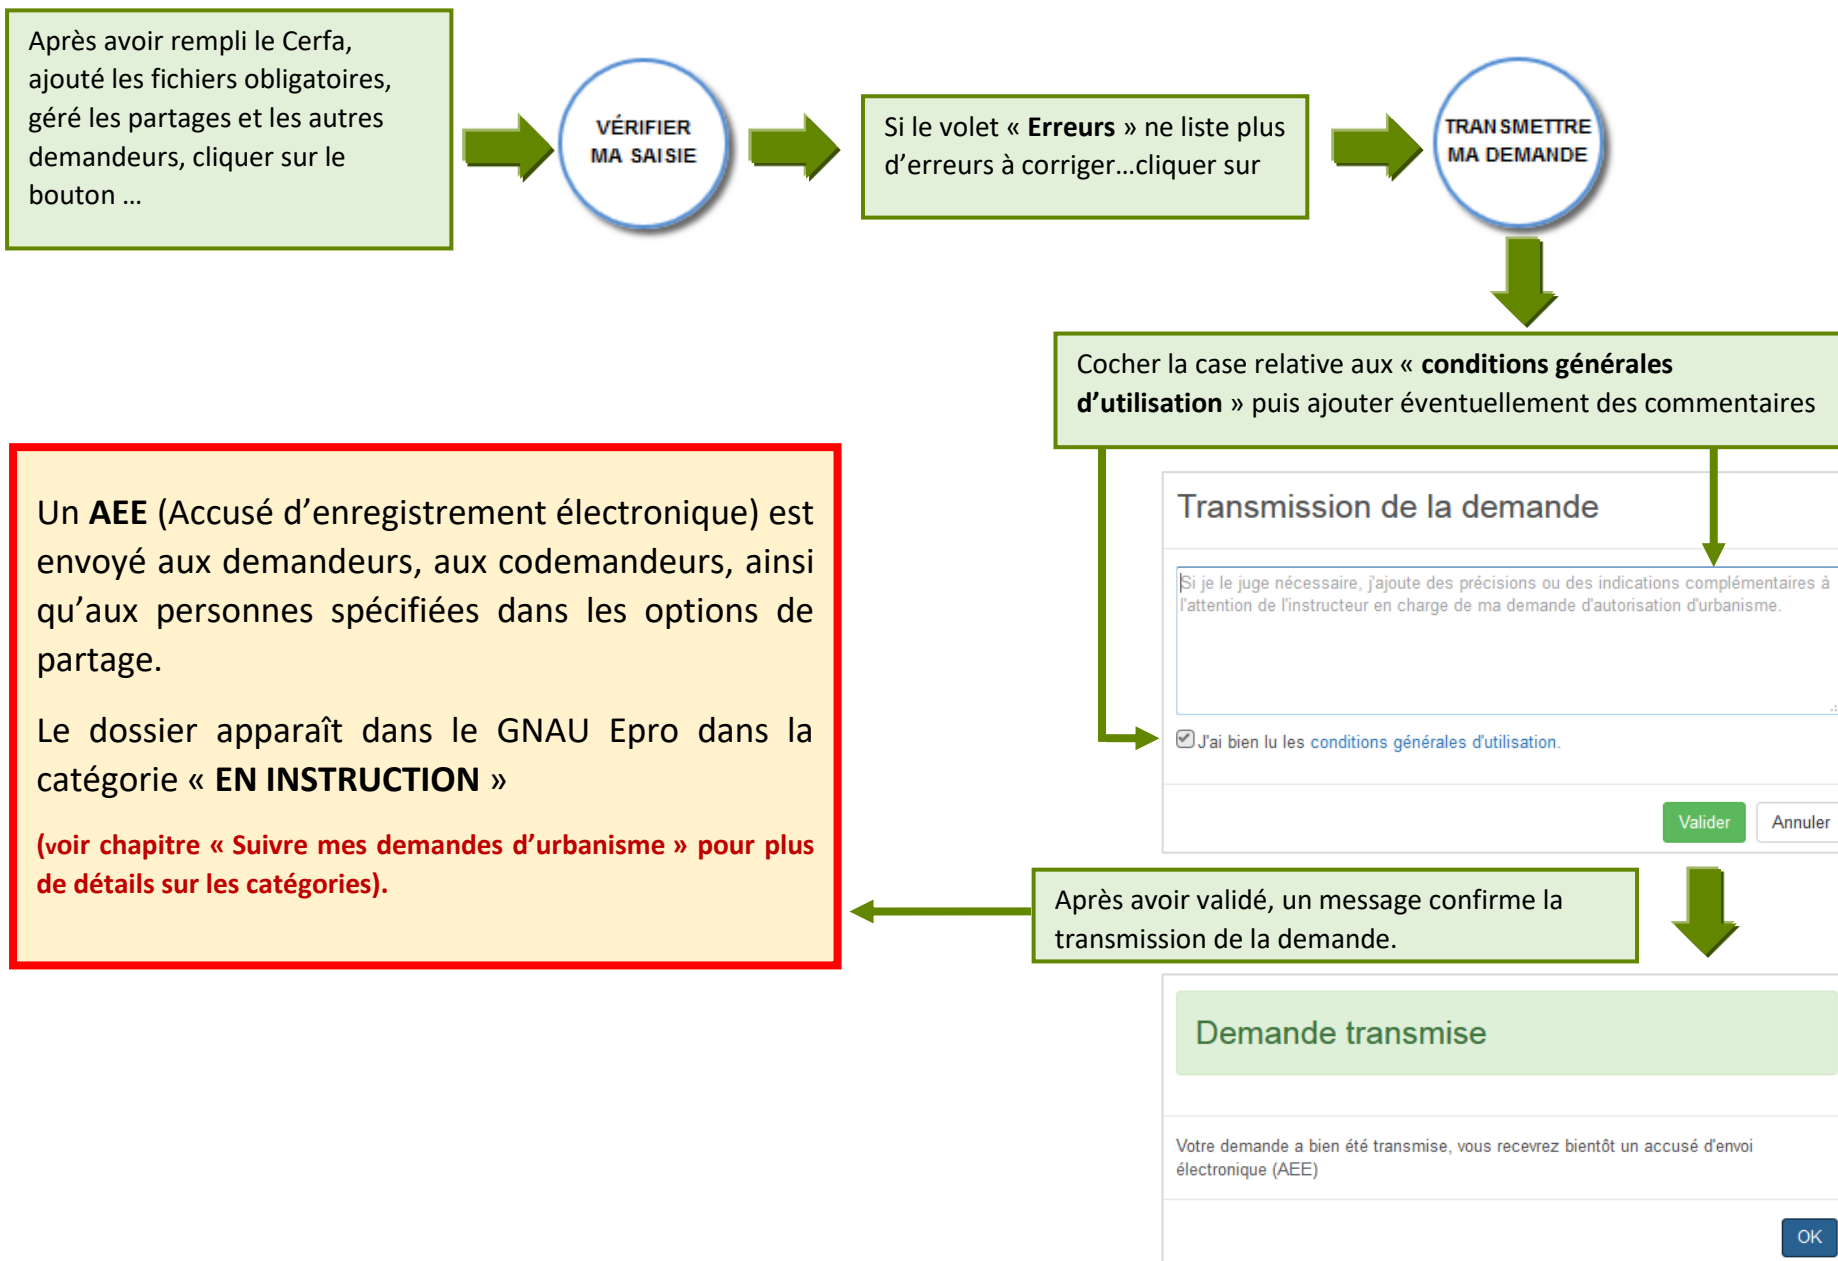 Après avoir rempli le Cerfa,
ajouté les fichiers obligatoires,
géré les partages et les autres
demandeurs, cliquer sur le
bouton ...
VÉRIFIER
MA SAISIE
Si le volet « Erreurs » ne liste plus
d’erreurs à corriger...cliquer sur
TRANSMETTRE
MA DEMANDE
Cocher la case relative aux « conditions générales
d’utilisation » puis ajouter éventuellement des commentaires
Transmission de la demande
Si je le juge nécessaire, j'ajoute des précisions ou des indications complémentaires à
l'attention de l'instructeur en charge de ma demande d'autorisation d'urbanisme.
J'ai bien lu les conditions générales d'utilisation.
Valider Annuler
Après avoir validé, un message confirme la
transmission de la demande.
Un AEE (Accusé d’enregistrement électronique) est
envoyé aux demandeurs, aux codemandeurs, ainsi
qu’aux personnes spécifiées dans les options de
partage.
Le dossier apparaît dans le GNAU Epro dans la
catégorie « EN INSTRUCTION »
(voir chapitre « Suivre mes demandes d’urbanisme » pour plus
de détails sur les catégories).
Demande transmise
Votre demande a bien été transmise, vous recevrez bientôt un accusé d'envoi
électronique (AEE)
OK